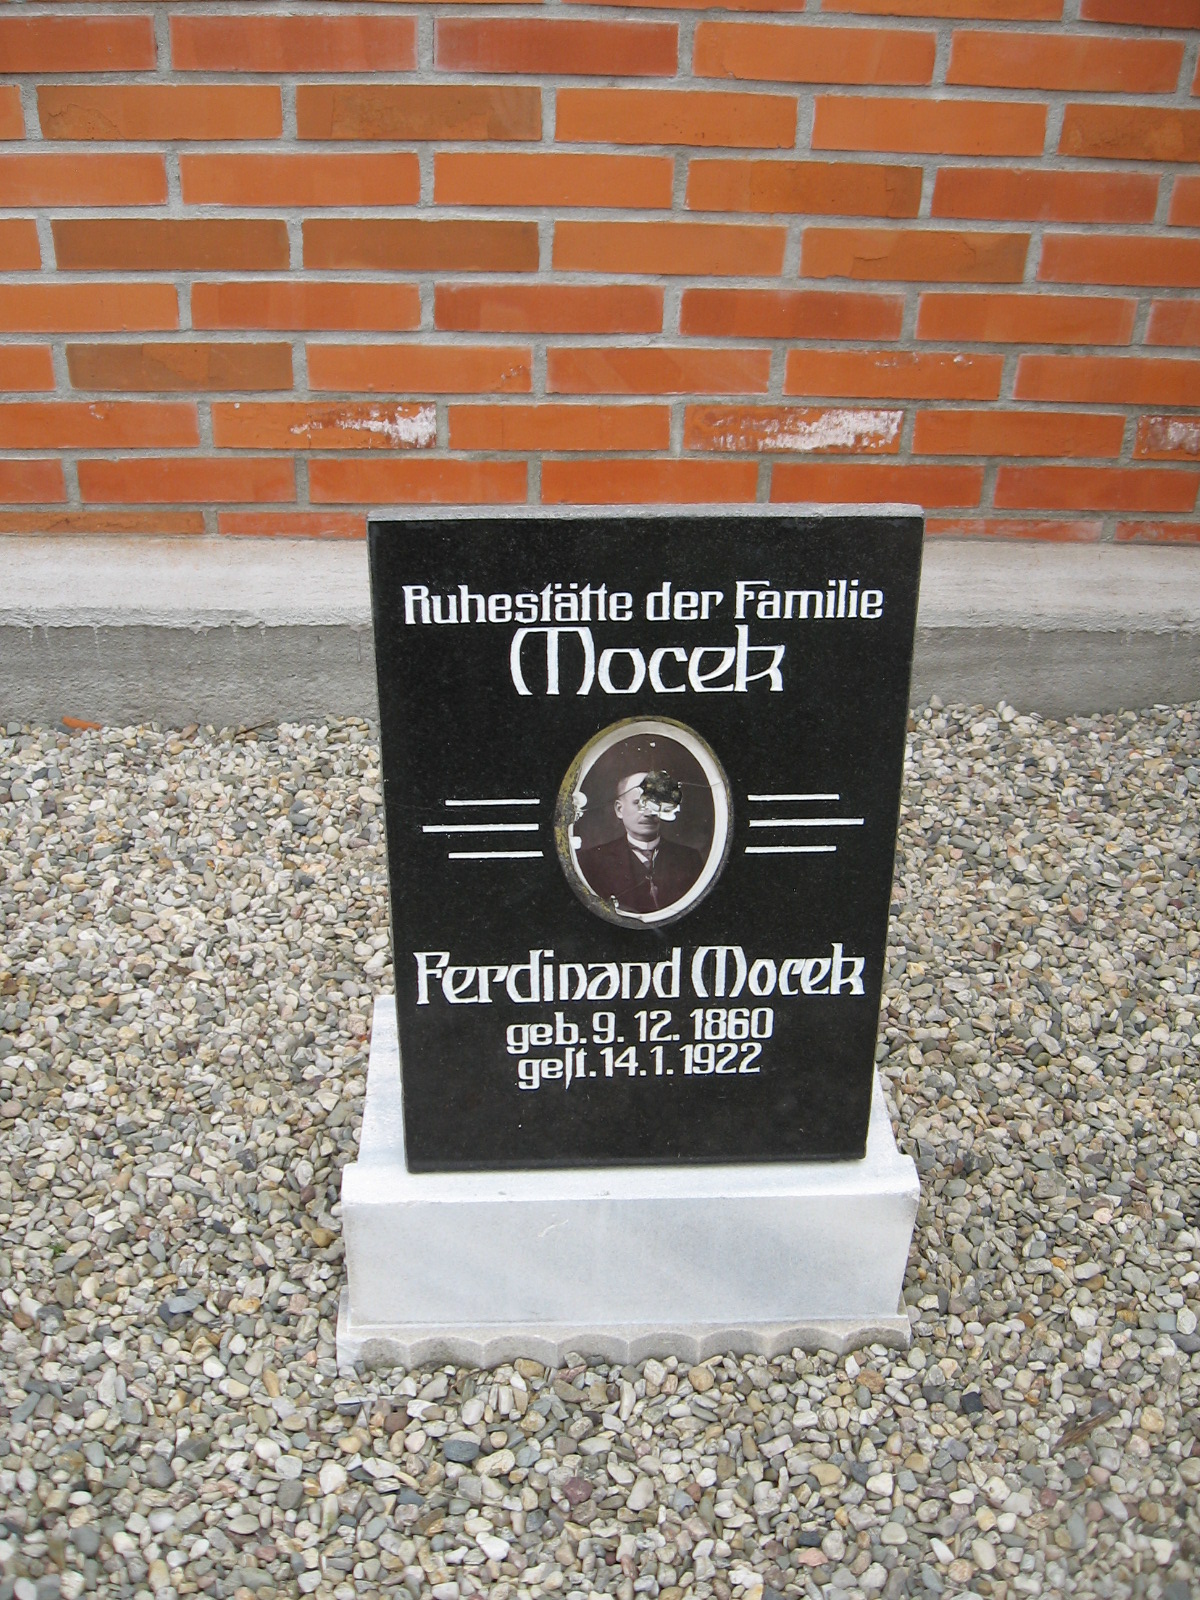 Ruhestätte der Familie
Mocek
Ferdinand Mocek
geb. 9. 12. 1860
geſt. 14. 1. 1922